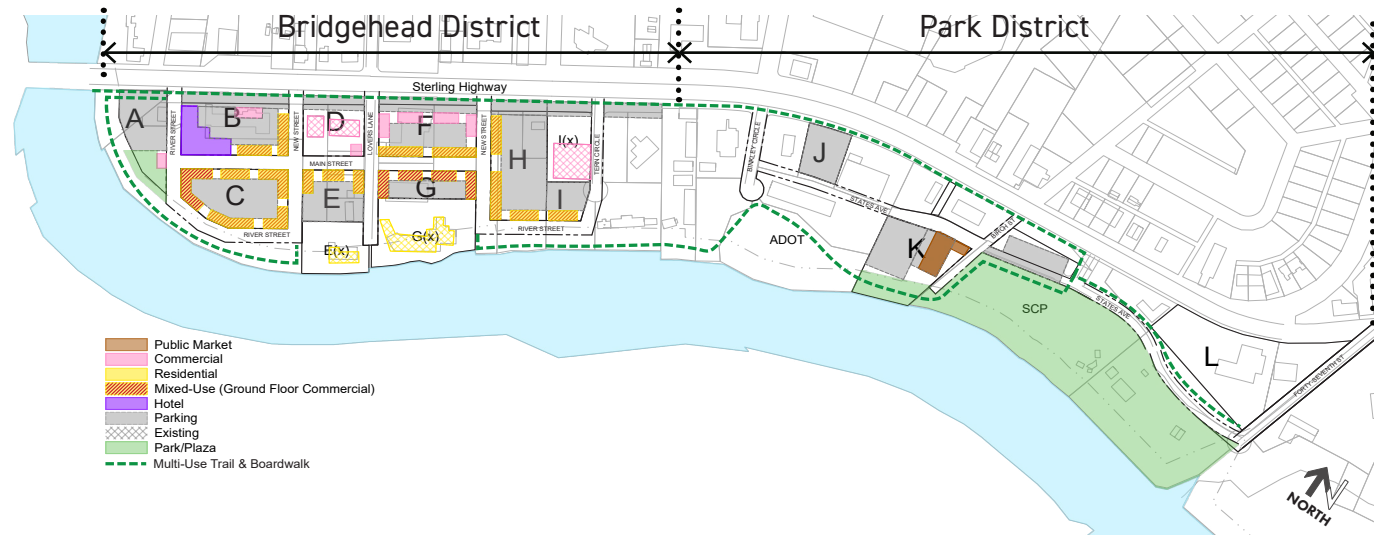 Bridgehead District
Park District
Sterling Highway
A
RIVER STREET
B
NEW STREET
D
LOVERS LANE
F
NEW STREET
H
I(x)
TERN CIRCLE
BINKLEY CIRCLE
J
MAIN STREET
C
E
G
I
STATES AVE
RIVER STREET
E(x)
G(x)
RIVER STREET
ADOT
K
BIRCH ST
SCP
STATES AVE
L
FORTY-SEVENTH ST
Public Market
Commercial
Residential
Mixed-Use (Ground Floor Commercial)
Hotel
Parking
Existing
Park/Plaza
Multi-Use Trail & Boardwalk
NORTH